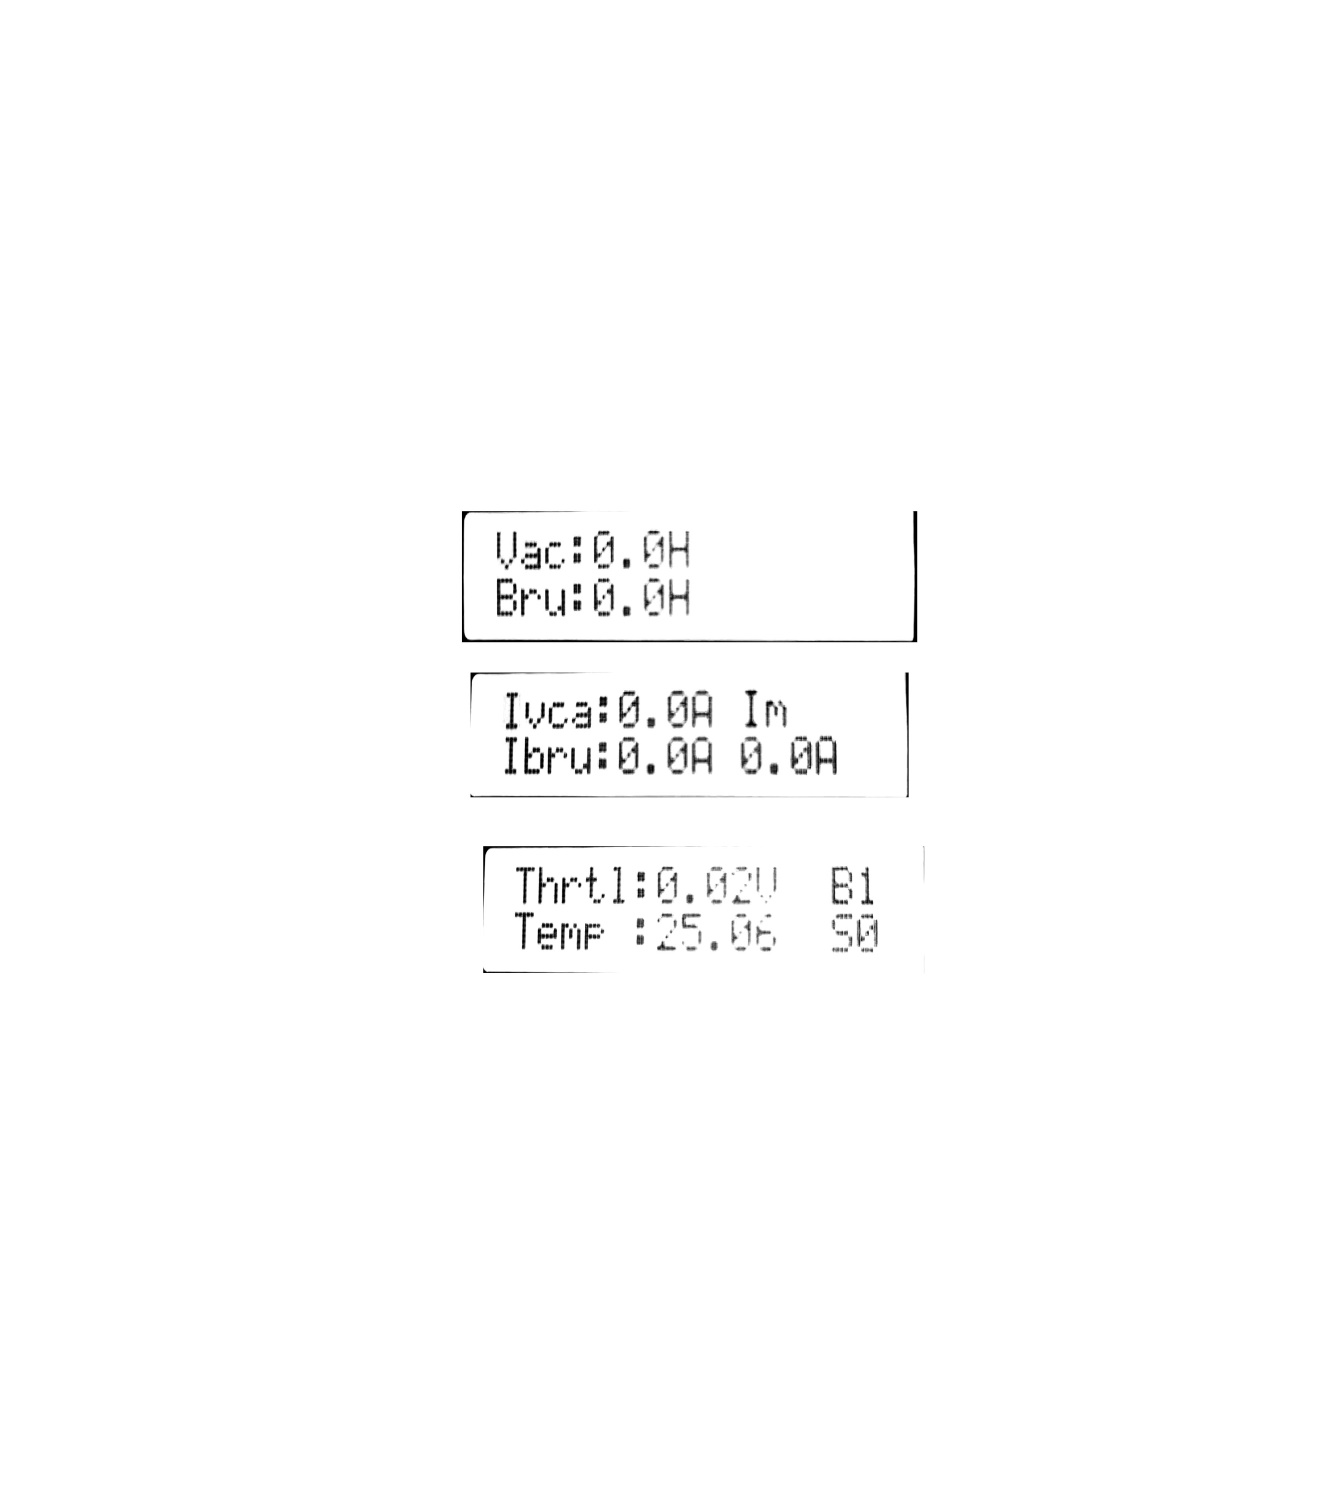 Vac:0.0H
Bru:0.0H
Ivca:0.0A Im
Ibru:0.0A 0.0A
Thrtl:0.02V B1
Temp :25.06 S0